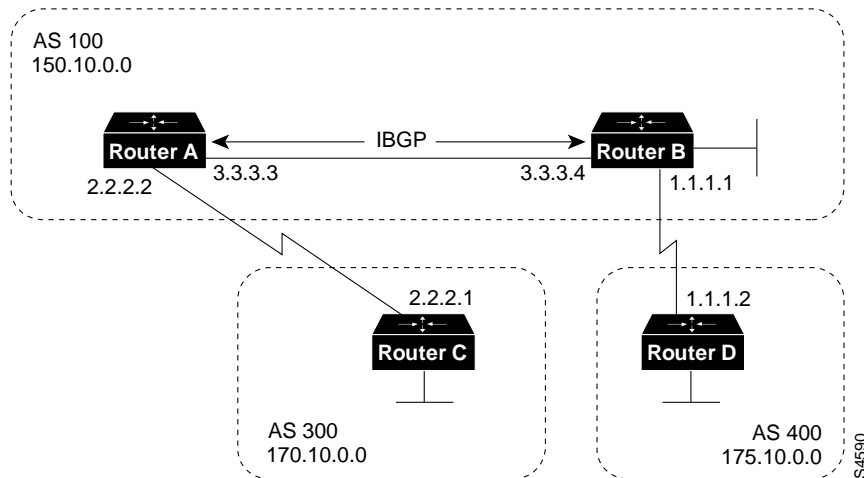 AS 100
150.10.0.0
IBGP
Router A
Router B
3.3.3.3
3.3.3.4
2.2.2.2
1.1.1.1
2.2.2.1
1.1.1.2
Router C
Router D
AS 300
170.10.0.0
AS 400
175.10.0.0
S4590